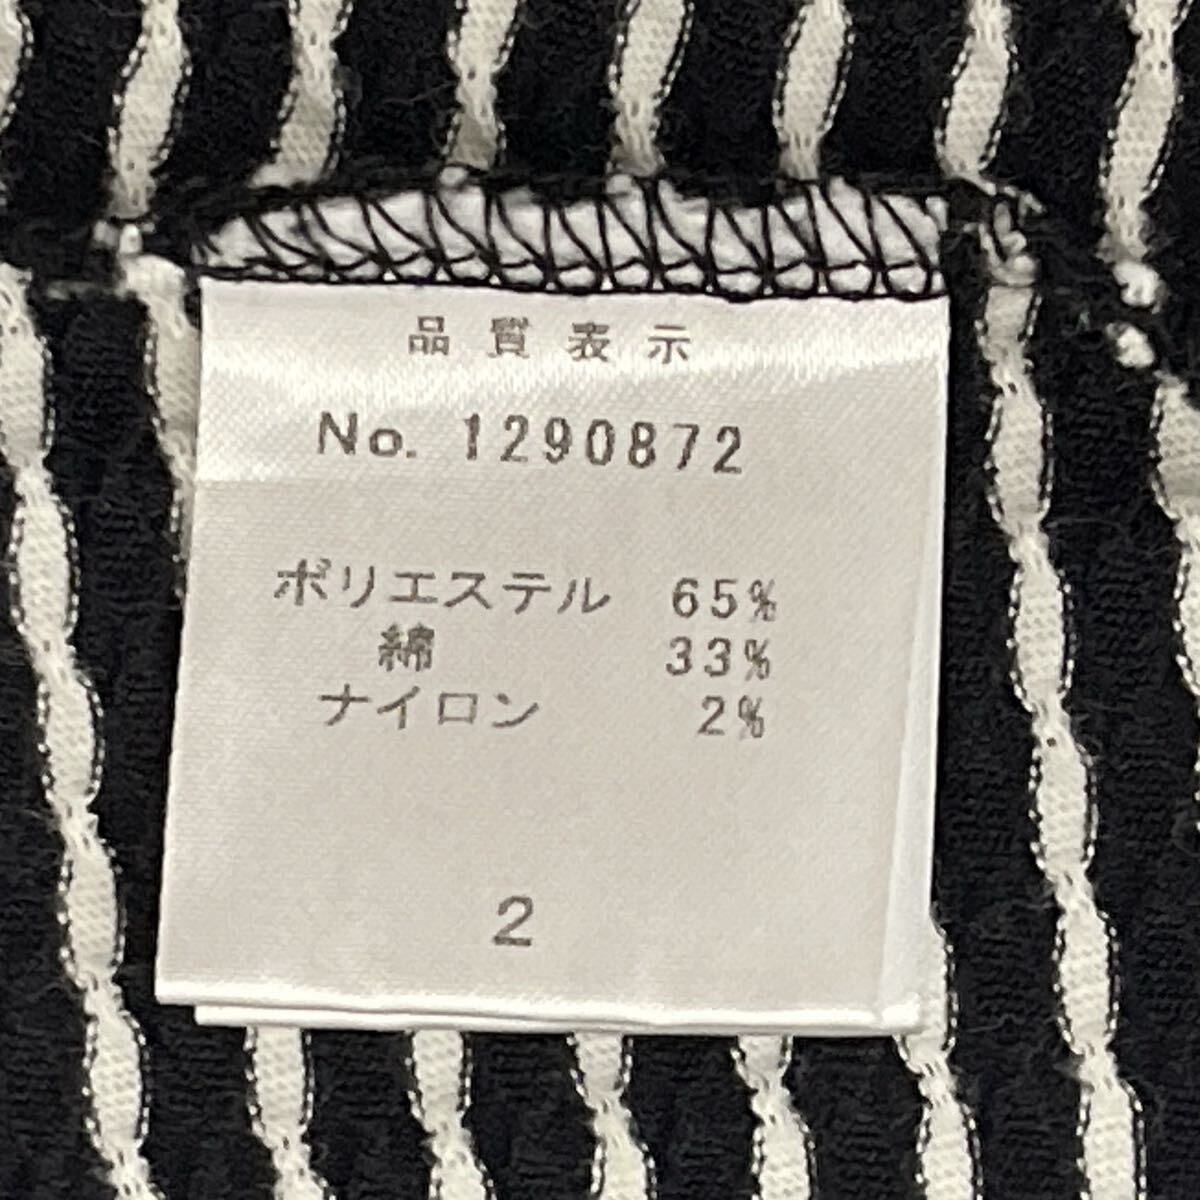 品質表示
No. 1290872
ポリエステル 65%
綿 33%
ナイロン 2%
2